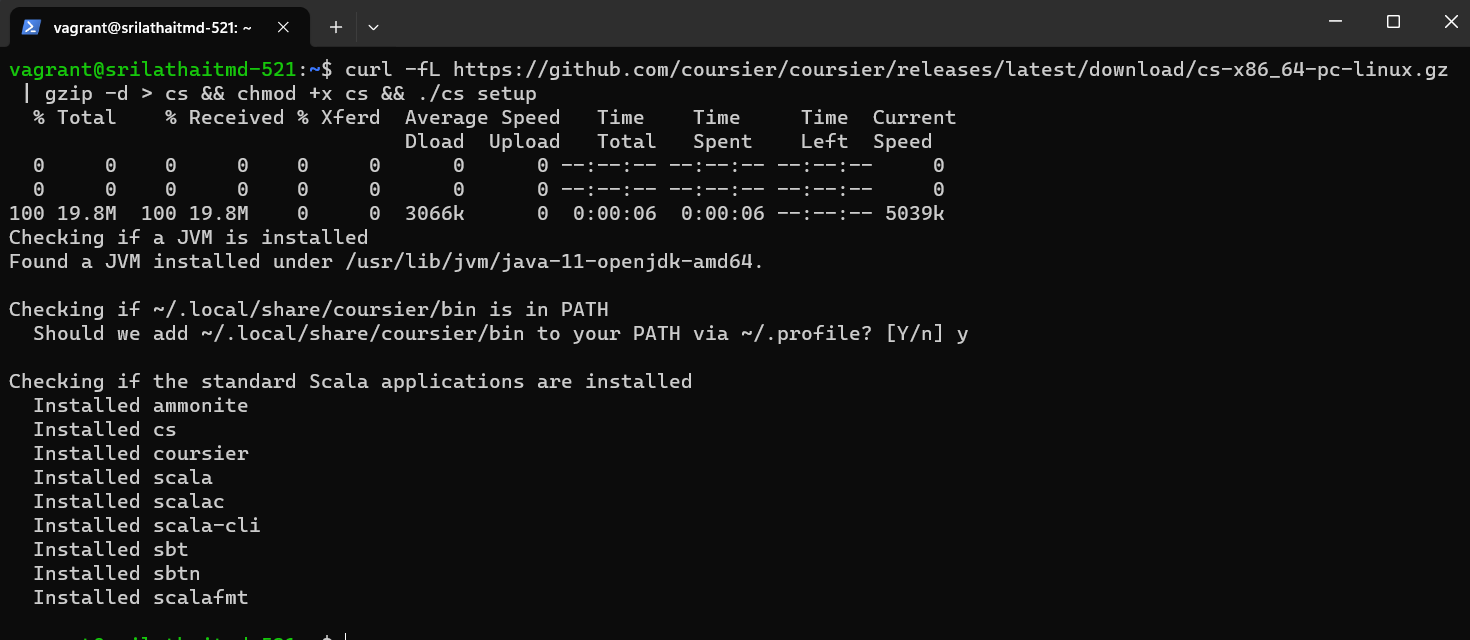 vagrant@srilathaitmd-521: ~
vagrant@srilathaitmd-521:~$ curl -fL https://github.com/coursier/coursier/releases/latest/download/cs-x86_64-pc-linux.gz
 | gzip -d > cs && chmod +x cs && ./cs setup
  % Total    % Received % Xferd  Average Speed   Time    Time     Time  Current
                                 Dload  Upload   Total   Spent    Left  Speed
  0     0    0     0    0     0      0      0 --:--:-- --:--:-- --:--:--     0
  0     0    0     0    0     0      0      0 --:--:-- --:--:-- --:--:--     0
100 19.8M  100 19.8M    0     0  3066k      0  0:00:06  0:00:06 --:--:-- 5039k
Checking if a JVM is installed
Found a JVM installed under /usr/lib/jvm/java-11-openjdk-amd64.
Checking if ~/.local/share/coursier/bin is in PATH
  Should we add ~/.local/share/coursier/bin to your PATH via ~/.profile? [Y/n] y
Checking if the standard Scala applications are installed
  Installed ammonite
  Installed cs
  Installed coursier
  Installed scala
  Installed scalac
  Installed scala-cli
  Installed sbt
  Installed sbtn
  Installed scalafmt